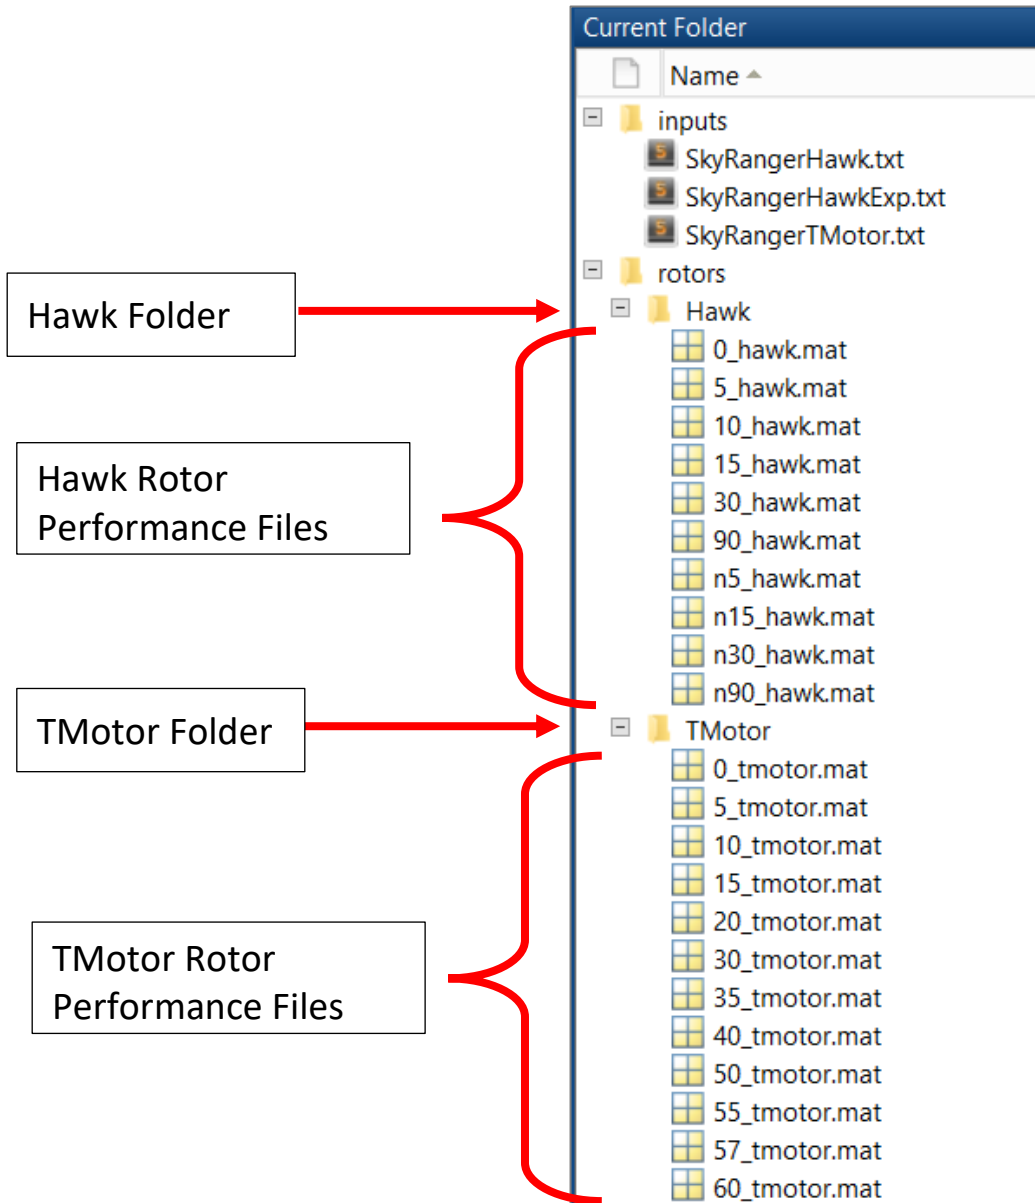 Current Folder
Name
inputs
SkyRangerHawk.txt
SkyRangerHawkExp.txt
SkyRangerTMotor.txt
rotors
Hawk Folder
Hawk
0_hawk.mat
5_hawk.mat
10_hawk.mat
15_hawk.mat
30_hawk.mat
90_hawk.mat
n5_hawk.mat
n15_hawk.mat
n30_hawk.mat
n90_hawk.mat
Hawk Rotor
Performance Files
TMotor Folder
TMotor
0_tmotor.mat
5_tmotor.mat
10_tmotor.mat
15_tmotor.mat
20_tmotor.mat
30_tmotor.mat
35_tmotor.mat
40_tmotor.mat
50_tmotor.mat
55_tmotor.mat
57_tmotor.mat
60_tmotor.mat
TMotor Rotor
Performance Files